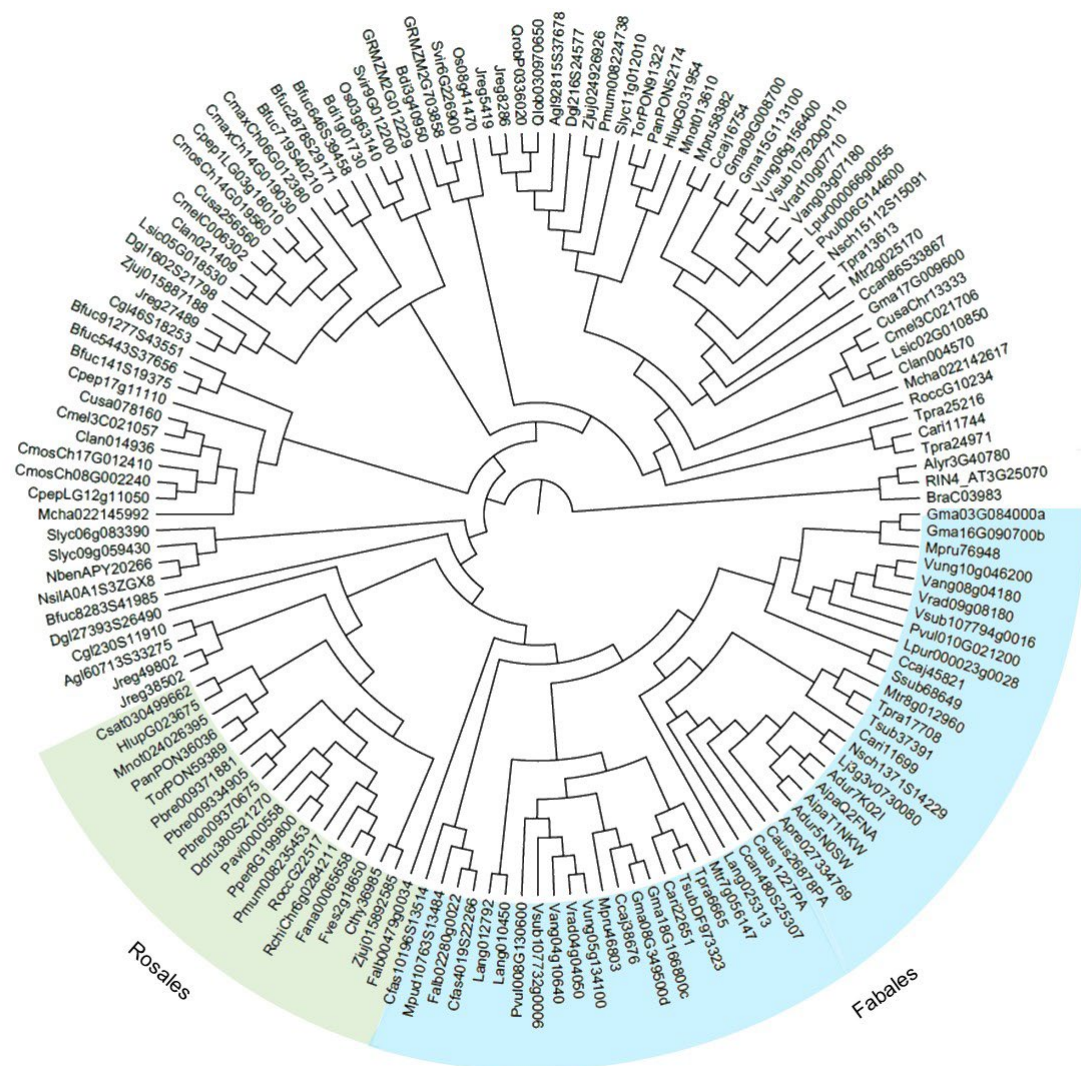 GRMZM2G012229
GRMZM2G703858
Svir6G226900
Os08g41470
Jreg5419
Jreg8286
QrobP0336020
Qlob030970650
Agl92815S37678
Dgl216S24577
Zjuj024926926
Pmum008224738
Slyc11g012010
TorPON91322
PanPON52174
HlupG031954
Mnot013610
Mpru58382
Ccaj16754
Gma09G008700
Gma15G113100
Vung06g156400
Vsub107920g0110
Vrad10g07710
Vang03g07180
Lpur000066g0055
Pvul006G144600
Nsch15112S15091
Tpra13613
Mtr2g025170
Ccan86S33867
Gma17G009600
CusaChr13333
Cmel3C021706
Lsic02G010850
Clan004570
Mcha022142617
RoccG10234
Tpra25216
Cari11744
Tpra24971
Alyr3G40780
RIN4_AT3G25070
BraC03983
Gma03G084000a
Gma16G090700b
Mpru76948
Vung10g046200
Vang08g04180
Vrad09g08180
Vsub107794g0016
Pvul010G021200
Lpur000023g0028
Ccaj45821
Ssub68649
Mtr8g012960
Tpra17708
Tsub37391
Cari11699
Nsch1371S14229
Lj3g3v0730080
Adur7K02I
AipaQ2FNA
AipaT1NKW
Adur5N0SW
Apre027334769
Caus26878PA
Caus1227PA
Ccan480S25307
Lang025313
Mtr7g056147
TsubDF973323
Tpra6665
Cari22651
Gma18G166800c
Gma08G349500d
Ccaj38676
Mpru46803
Vung05g134100
Vrad04g04050
Vang04g10640
Vsub107732g0006
Pvul008G130600
Lang010450
Lang012792
Cfas4019S22266
Falb02280g0022
Mpud10763S13484
Cfas10196S13514
Falb00479g0034
Zjuj015892585
Cthy36985
Fves2g18650
Fana00065658
RchiChr6g0284211
RoccG22517
Pmum008235453
Pper8G199800
Pavi0000558
Ddru380S21270
Pbre009370675
Pbre009334905
Pbre009371881
TorPON59389
PanPON36036
Mnot024026395
HlupG023675
Csat030499662
Jreg38502
Jreg49802
Agl60713S33275
Cgl230S11910
Dgl27393S26490
Bfuc8283S41985
NsilA0A1S3ZGX8
NbenAPY20266
Slyc09g059430
Slyc06g083390
Mcha022145992
CpepLG12g11050
CmosCh08G002240
CmosCh17G012410
Clan014936
Cmel3C021057
Cusa078160
Cpep17g11110
Bfuc141S19375
Bfuc5443S37656
Bfuc91277S43551
Cgl46S18253
Jreg27489
Zjuj015887188
Dgl1602S21798
Lsic05G018530
Clan021409
CmelC006302
Cusa256560
CmosCh14G019560
Cpep1LG03g18010
CmaxCh14G019030
CmaxCh06G012380
Bfuc719S40210
Bfuc2878S29171
Bfuc646S39458
Bdi1g01730
Os03g63140
Svir9G012200
Bdi3g40950
Rosales
Fabales